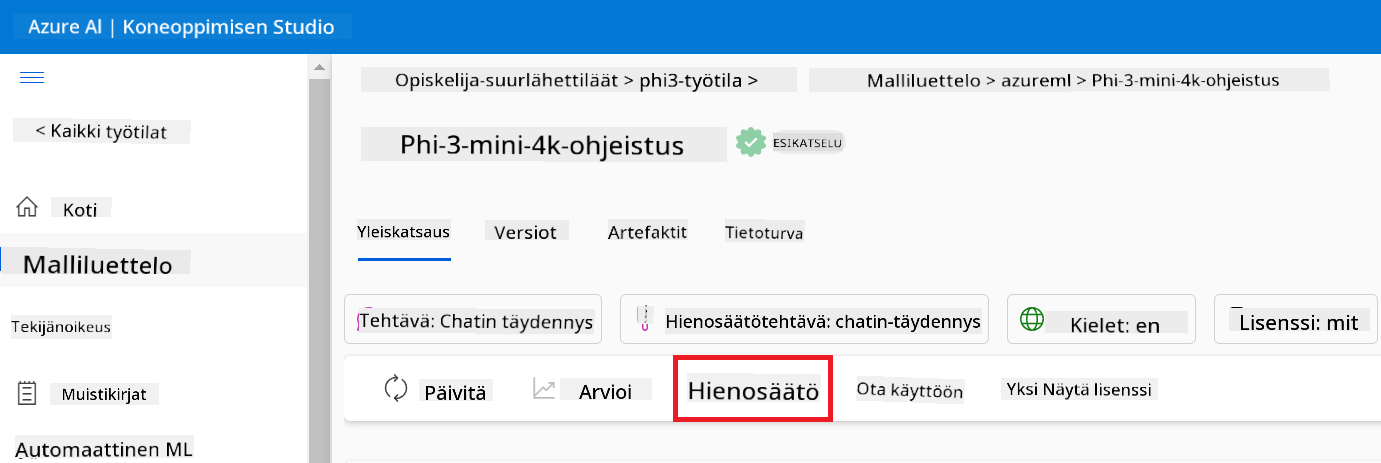 Azure AI | Koneoppimisen Studio
Opiskelija-suurlähettiläät > phi3-työtila >
Malliluettelo > azureml > Phi-3-mini-4k-ohjeistus
< Kaikki työtilat
Phi-3-mini-4k-ohjeistus
ESIKATSELU
Koti
Malliluettelo
Tekijänoikeus
Muistikirjat
Automaattinen ML
Yleiskatsaus
Versiot
Artefaktit
Tietoturva
Tehtävä: Chatin täydennys
Hienosäätötehtävä: chatin-täydennys
Kielet: en
Lisenssi: mit
Päivitä
Arvioi
Hienosäätö
Ota käyttöön
Yksi Näytä lisenssi